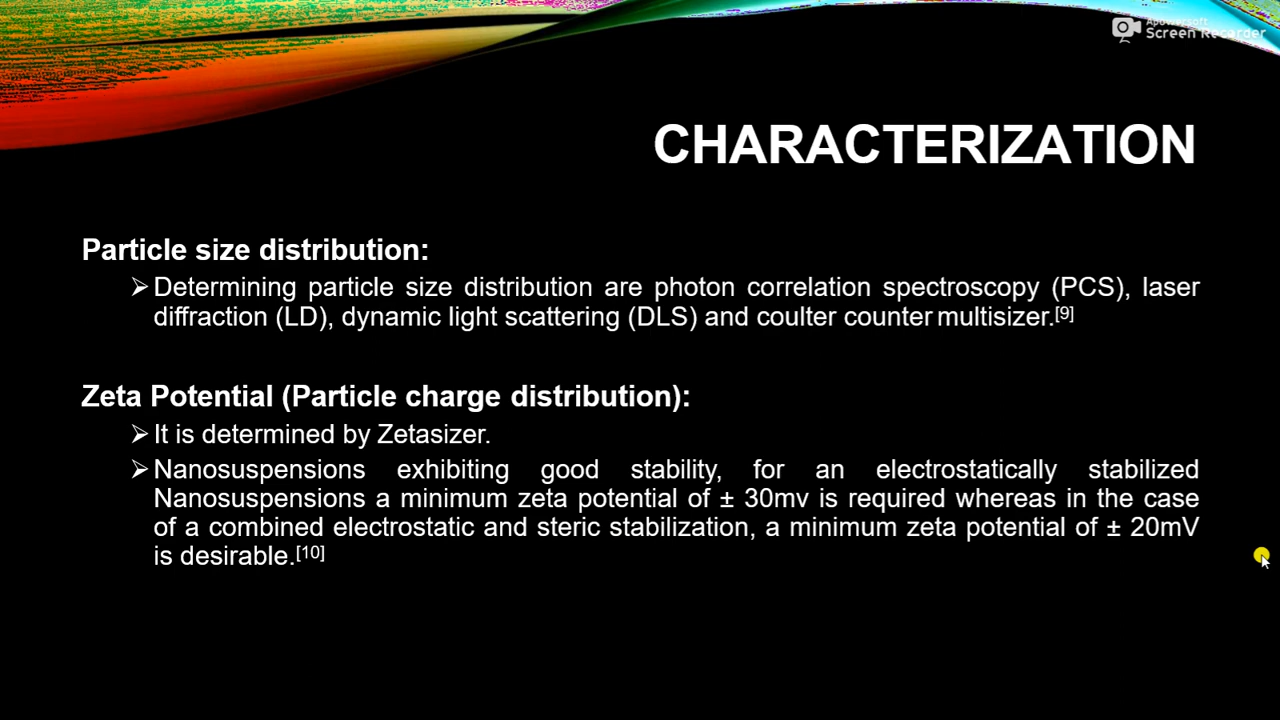 Apowersoft
Screen Recorder
CHARACTERIZATION
Particle size distribution:
➢Determining particle size distribution are photon correlation spectroscopy (PCS), laser
diffraction (LD), dynamic light scattering (DLS) and coulter counter multisizer.[9]
Zeta Potential (Particle charge distribution):
➢It is determined by Zetasizer.
➢Nanosuspensions exhibiting good stability, for an electrostatically stabilized
Nanosuspensions a minimum zeta potential of ± 30mv is required whereas in the case
of a combined electrostatic and steric stabilization, a minimum zeta potential of ± 20mV
is desirable.[10]